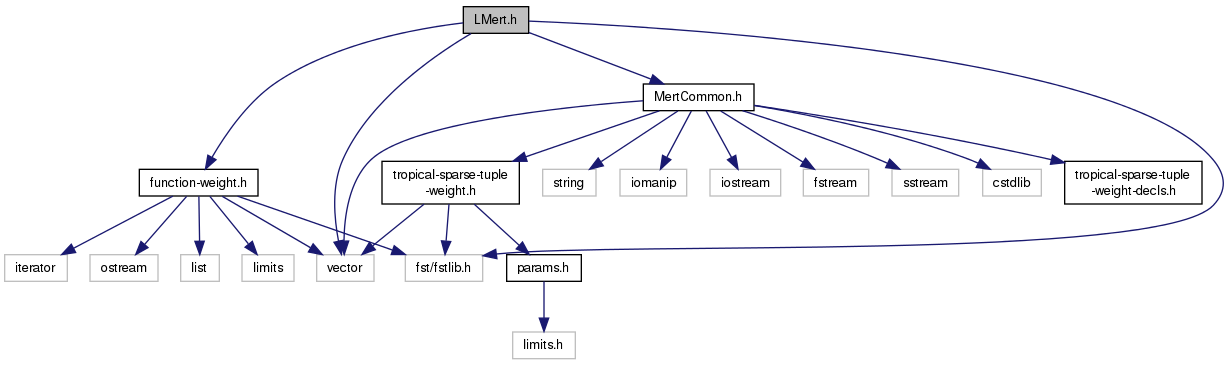 LMert.h
MertCommon.h
function-weight.h
tropical-sparse-tuple
-weight.h
string
iomanip
iostream
fstream
sstream
cstdlib
tropical-sparse-tuple
-weight-decls.h
iterator
ostream
list
limits
vector
fst/fstlib.h
params.h
limits.h